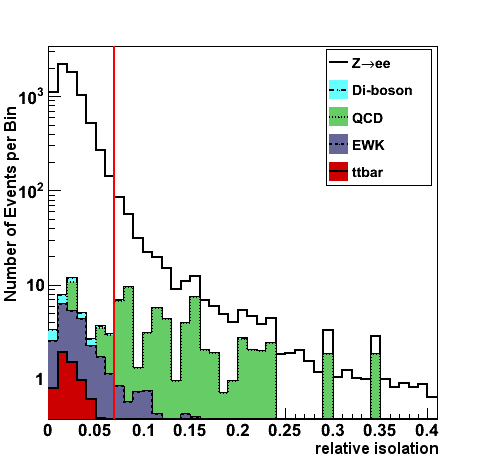 Number of Events per Bin
10³
10²
10
1
Z→ee
Di-boson
QCD
EWK
ttbar
0 0.05 0.1 0.15 0.2 0.25 0.3 0.35 0.4
relative isolation